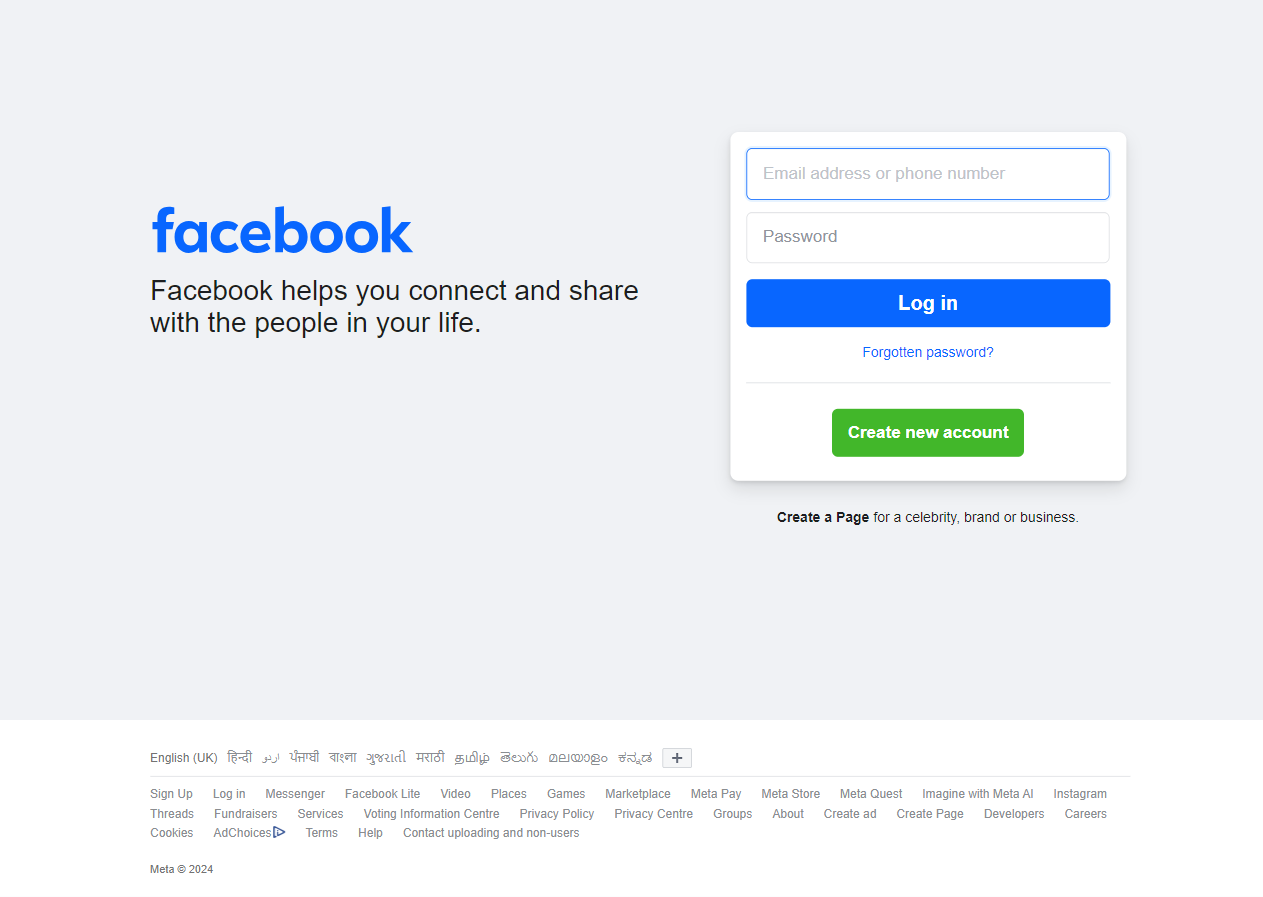 facebook
Facebook helps you connect and share
with the people in your life.
Email address or phone number
Password
Log in
Forgotten password?
Create new account
Create a Page for a celebrity, brand or business.
English (UK) हिन्दी اردو ਪੰਜਾਬੀ বাংলা ગુજરાતી मराठी தமிழ் తెలుగు മലയാളം ಕನ್ನಡ +
Sign Up Log in Messenger Facebook Lite Video Places Games Marketplace Meta Pay Meta Store Meta Quest Imagine with Meta AI Instagram
Threads Fundraisers Services Voting Information Centre Privacy Policy Privacy Centre Groups About Create ad Create Page Developers Careers
Cookies AdChoices Terms Help Contact uploading and non-users
Meta © 2024